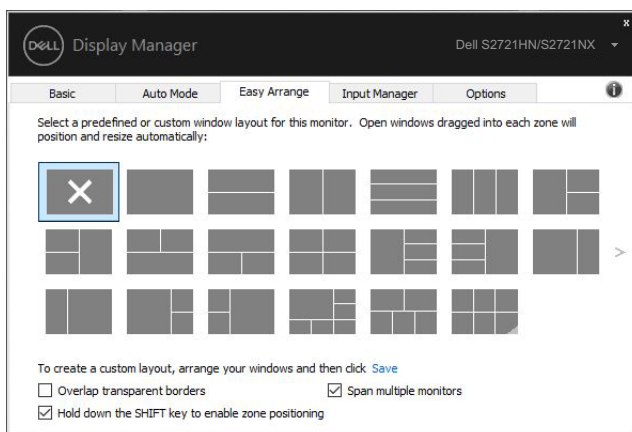 x
DELL Display Manager Dell S2721HN/S2721NX
Basic Auto Mode Easy Arrange Input Manager Options i
Select a predefined or custom window layout for this monitor. Open windows dragged into each zone will
position and resize automatically:
>
To create a custom layout, arrange your windows and then click Save
Overlap transparent borders Span multiple monitors
Hold down the SHIFT key to enable zone positioning